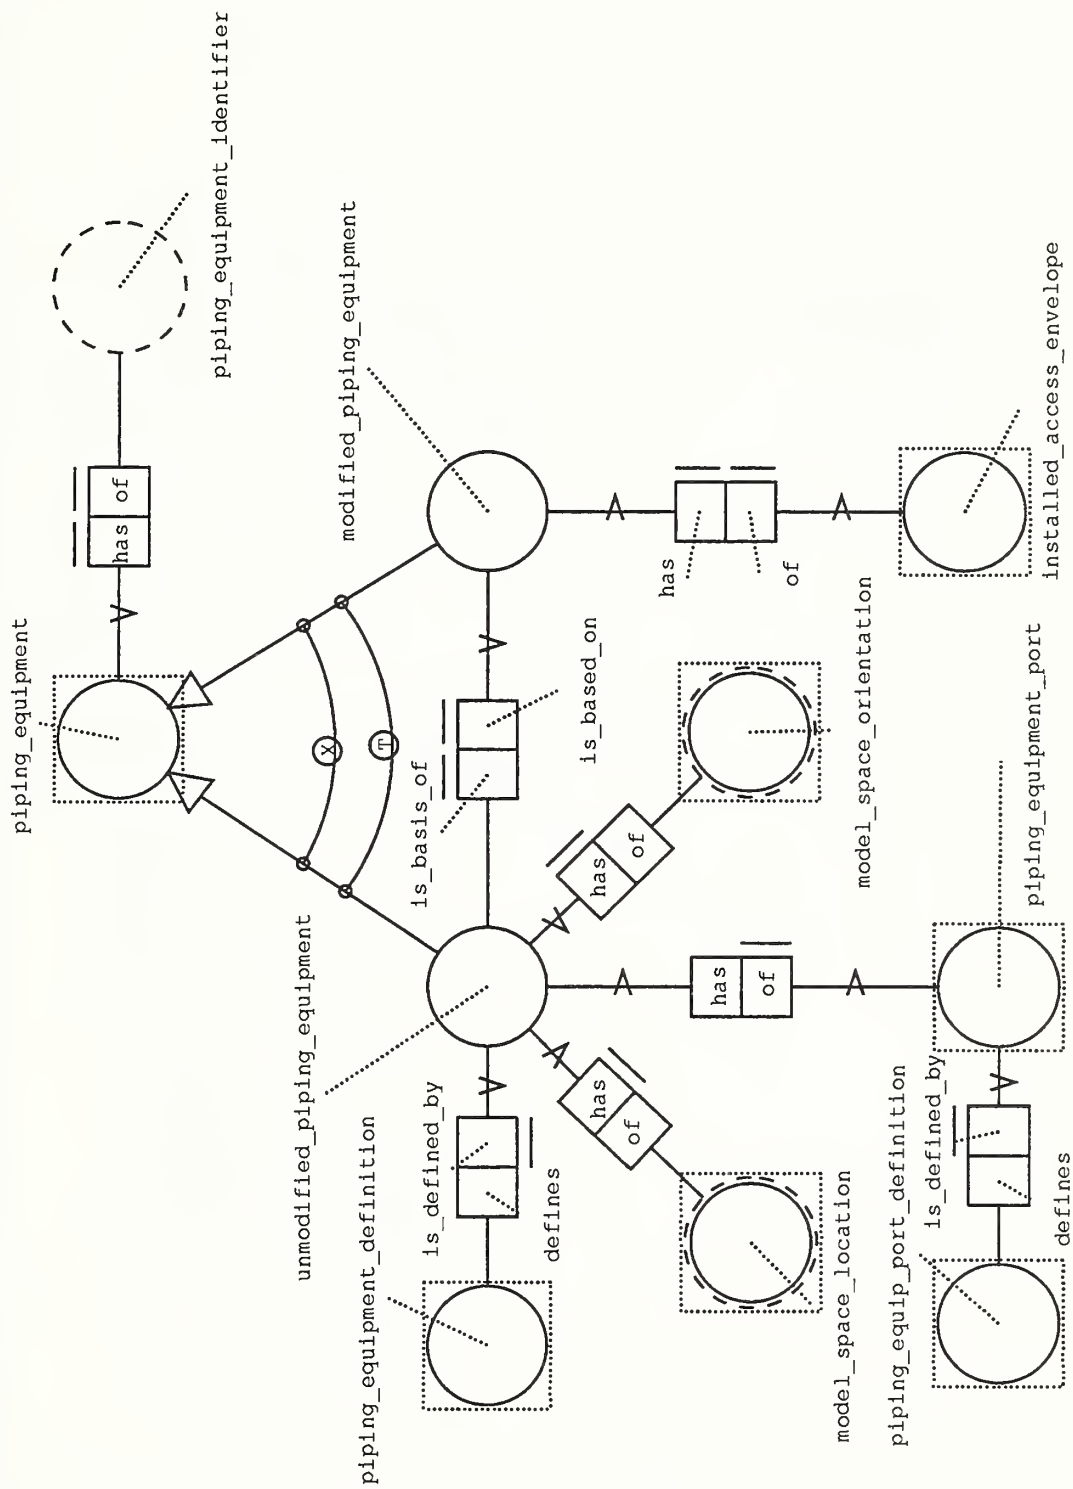 piping_equipment
has
of
piping_equipment_identifier
unmodified_piping_equipment
X
T
modified_piping_equipment
is_basis_of
is_based_on
piping_equipment_definition
is_defined_by
defines
has
of
model_space_location
has
of
model_space_orientation
has
of
installed_access_envelope
has
of
piping_equipment_port
piping_equip_port_definition
is_defined_by
defines